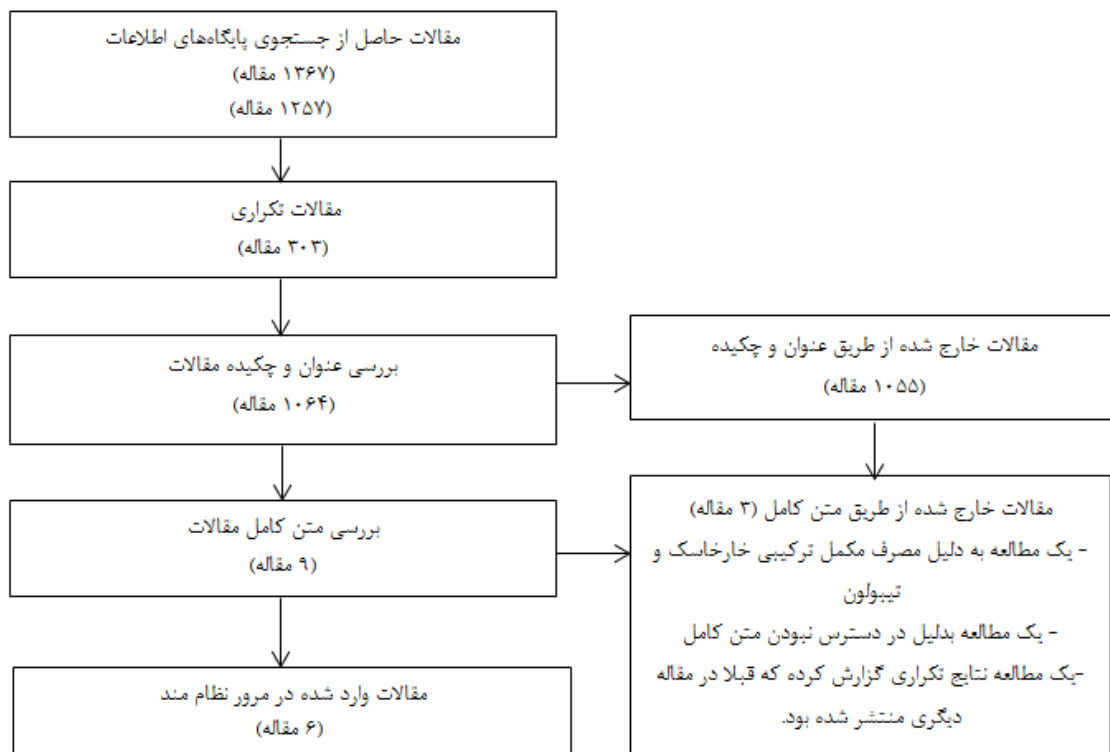 مقالات حاصل از جستجوی پایگاه‌های اطلاعات
(۱۳۶۷ مقاله)
(۱۲۵۷ مقاله)
مقالات تکراری
(۳۰۳ مقاله)
بررسی عنوان و چکیده مقالات
(۱۰۶۴ مقاله)
مقالات خارج شده از طریق عنوان و چکیده
(۱۰۵۵ مقاله)
بررسی متن کامل مقالات
(۹ مقاله)
مقالات خارج شده از طریق متن کامل (۳ مقاله)
- یک مطالعه به دلیل مصرف مکمل ترکیبی خارخاسک و
تیبولون
- یک مطالعه بدلیل در دسترس نبودن متن کامل
-یک مطالعه نتایج تکراری گزارش کرده که قبلا در مقاله
دیگری منتشر شده بود.
مقالات وارد شده در مرور نظام مند
(۶ مقاله)